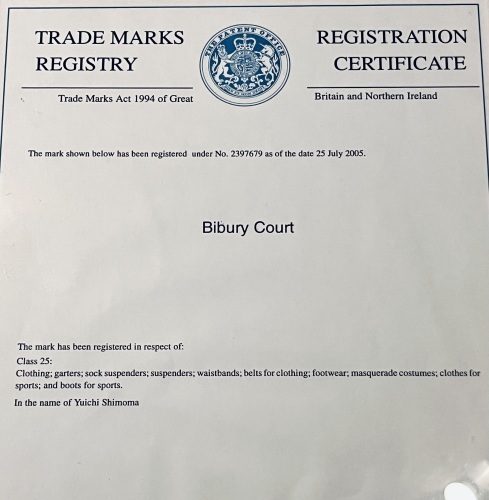 TRADE MARKS
REGISTRY
THE PATENT OFFICE
REGISTRATION
CERTIFICATE
Trade Marks Act 1994 of Great
Britain and Northern Ireland
The mark shown below has been registered under No. 2397679 as of the date 25 July 2005.
Bibury Court
The mark has been registered in respect of:
Class 25:
Clothing; garters; sock suspenders; suspenders; waistbands; belts for clothing; footwear; masquerade costumes; clothes for
sports; and boots for sports.
In the name of Yuichi Shimoma